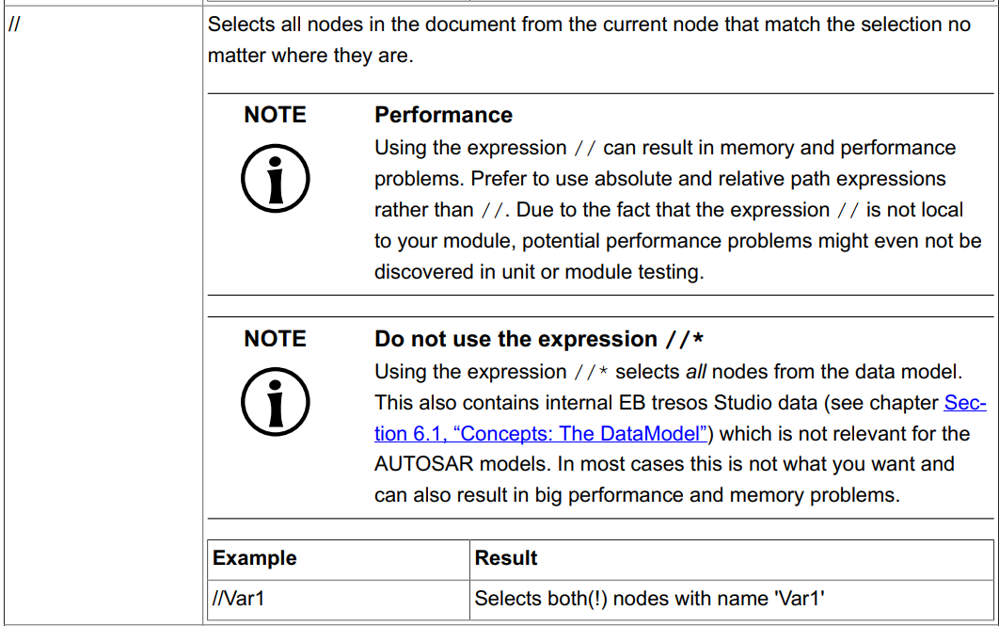 //
Selects all nodes in the document from the current node that match the selection no
matter where they are.
NOTE
Performance
Using the expression // can result in memory and performance
problems. Prefer to use absolute and relative path expressions
rather than //. Due to the fact that the expression // is not local
to your module, potential performance problems might even not be
discovered in unit or module testing.
NOTE
Do not use the expression //*
Using the expression //* selects all nodes from the data model.
This also contains internal EB tresos Studio data (see chapter Sec-
tion 6.1, “Concepts: The DataModel”) which is not relevant for the
AUTOSAR models. In most cases this is not what you want and
can also result in big performance and memory problems.
Example Result
//Var1 Selects both(!) nodes with name 'Var1'